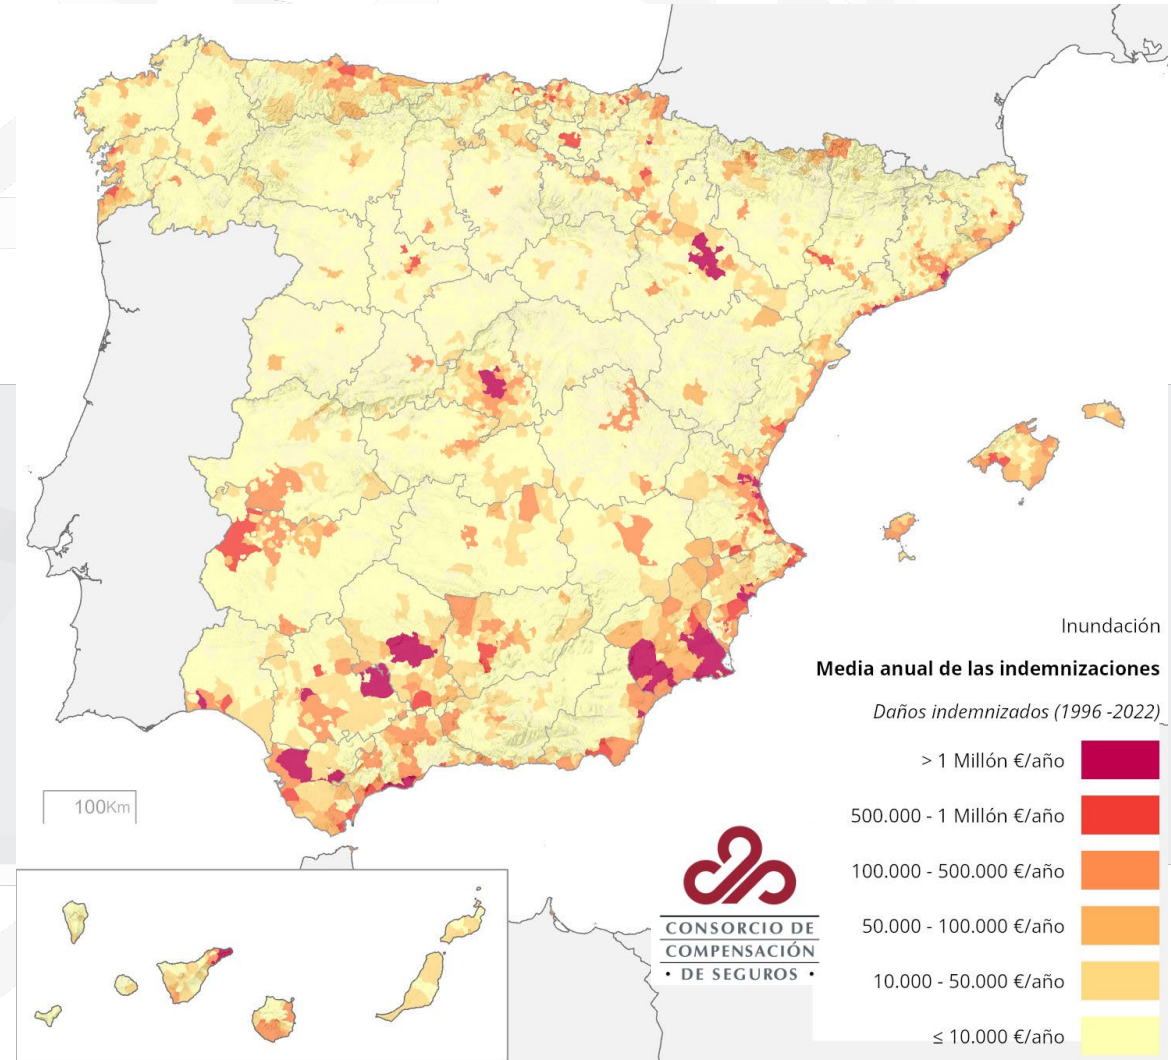 Inundación
Media anual de las indemnizaciones
Daños indemnizados (1996 -2022)
> 1 Millón €/año
500.000 - 1 Millón €/año
100.000 - 500.000 €/año
50.000 - 100.000 €/año
10.000 - 50.000 €/año
≤ 10.000 €/año
100Km
CONSORCIO DE
COMPENSACIÓN
• DE SEGUROS •